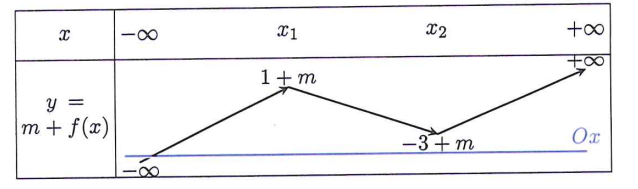 x −∞ x₁ x₂ +∞
+∞
1 + m
y =
m + f(x)
Ox
−3 + m
−∞